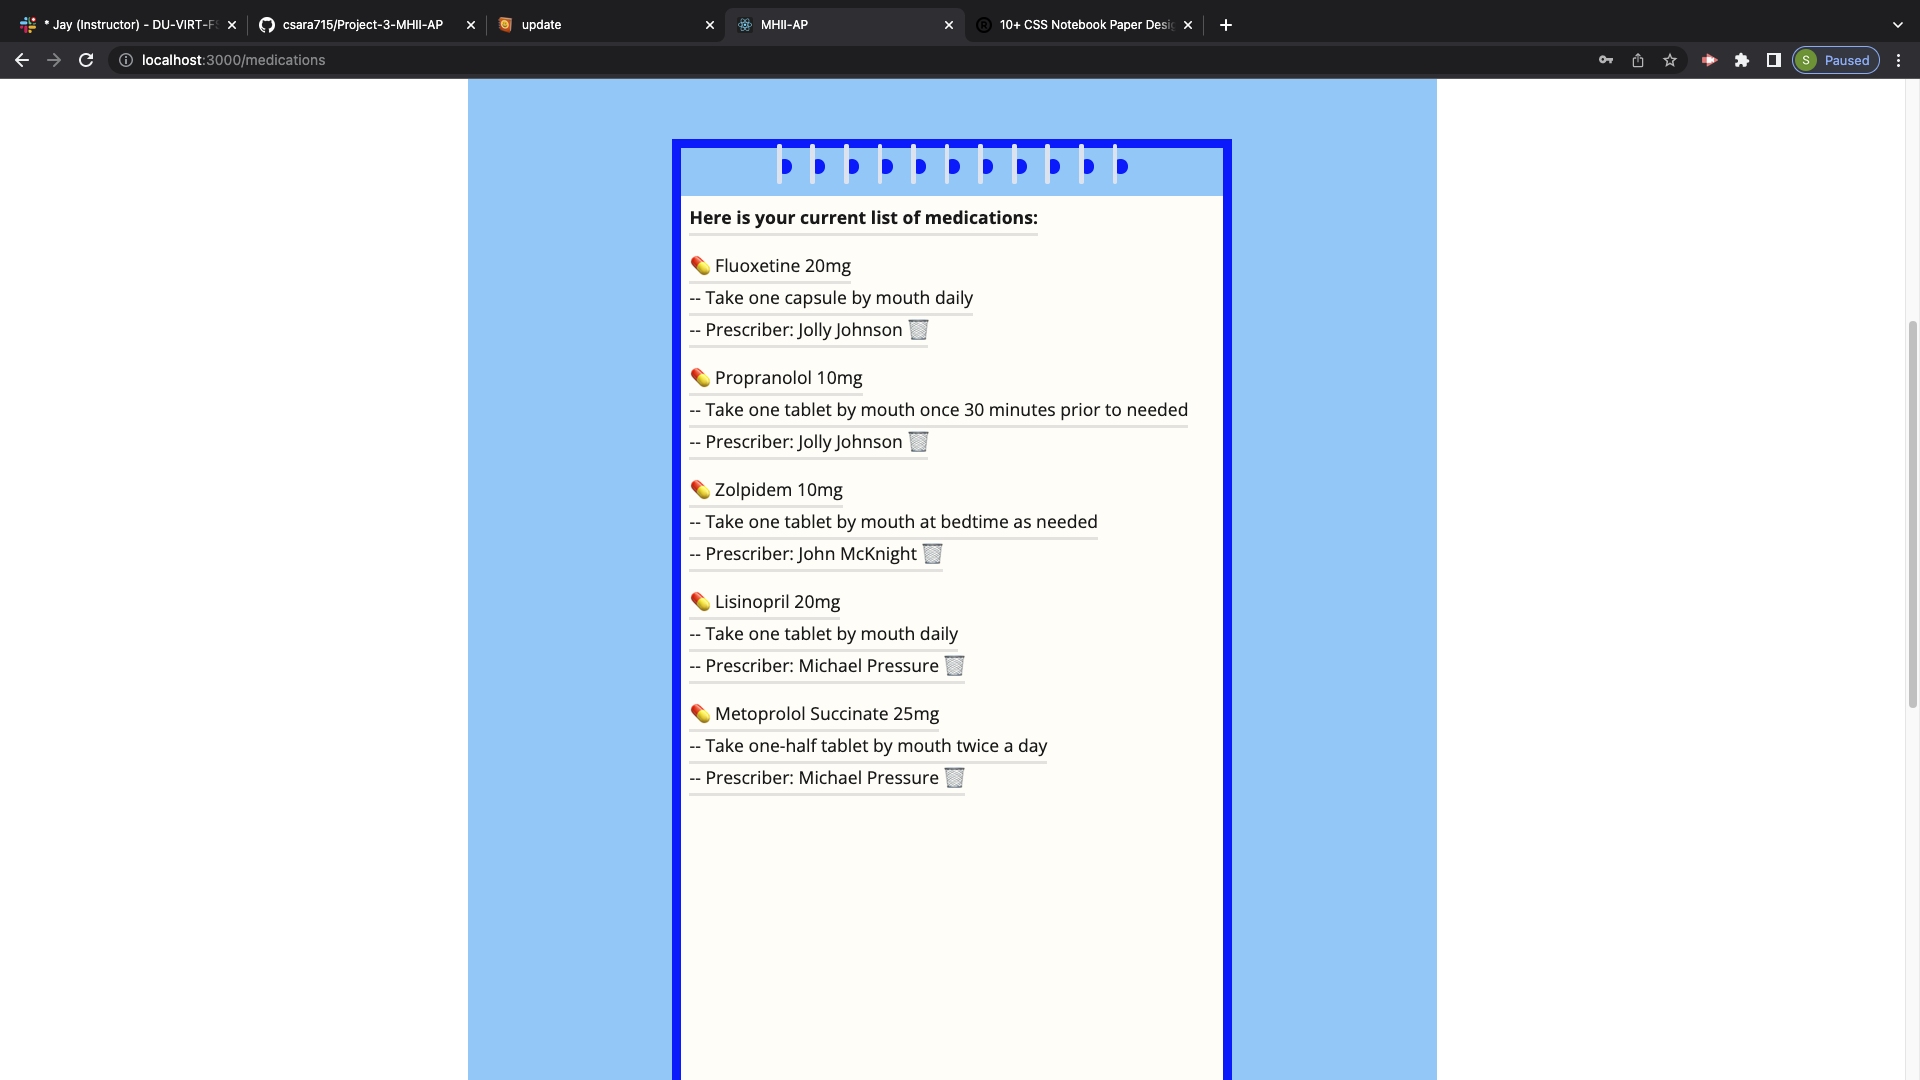 * Jay (Instructor) - DU-VIRT-FS
csara715/Project-3-MHII-AP
update
MHII-AP
10+ CSS Notebook Paper Desi
localhost:3000/medications
S
Paused
Here is your current list of medications:
💊 Fluoxetine 20mg
-- Take one capsule by mouth daily
-- Prescriber: Jolly Johnson 🗑️
💊 Propranolol 10mg
-- Take one tablet by mouth once 30 minutes prior to needed
-- Prescriber: Jolly Johnson 🗑️
💊 Zolpidem 10mg
-- Take one tablet by mouth at bedtime as needed
-- Prescriber: John McKnight 🗑️
💊 Lisinopril 20mg
-- Take one tablet by mouth daily
-- Prescriber: Michael Pressure 🗑️
💊 Metoprolol Succinate 25mg
-- Take one-half tablet by mouth twice a day
-- Prescriber: Michael Pressure 🗑️